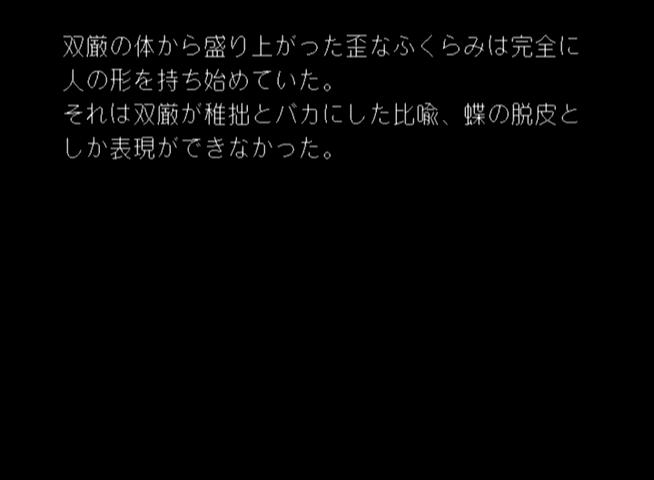 双厳の体から盛り上がった歪なふくらみは完全に
人の形を持ち始めていた。
それは双厳が稚拙とバカにした比喩、蝶の脱皮と
しか表現ができなかった。